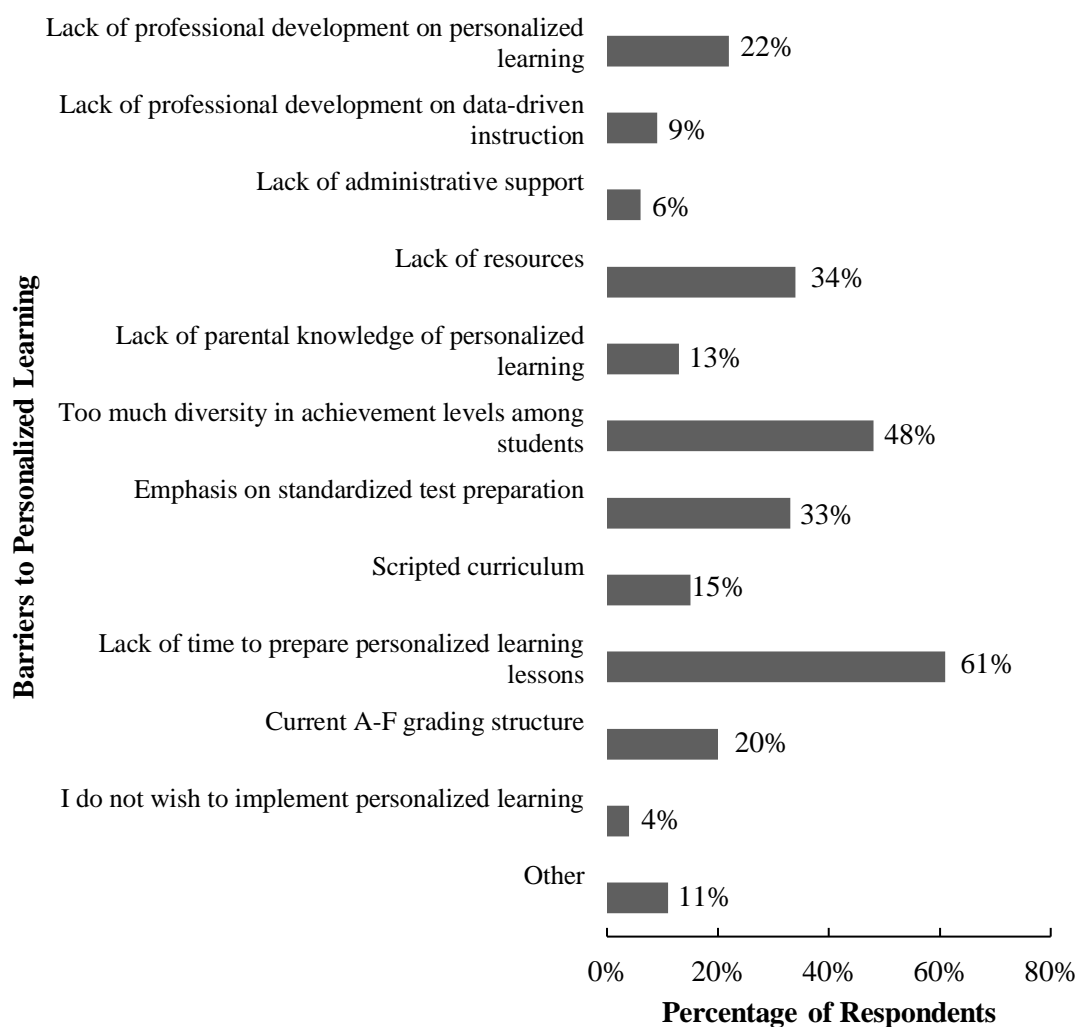 Lack of professional development on personalized
learning
22%
Lack of professional development on data-driven
instruction
9%
Lack of administrative support
6%
Lack of resources
34%
Lack of parental knowledge of personalized
learning
13%
Too much diversity in achievement levels among
students
48%
Emphasis on standardized test preparation
33%
Scripted curriculum
15%
Lack of time to prepare personalized learning
lessons
61%
Current A-F grading structure
20%
I do not wish to implement personalized learning
4%
Other
11%
Barriers to Personalized Learning
0% 20% 40% 60% 80%
Percentage of Respondents